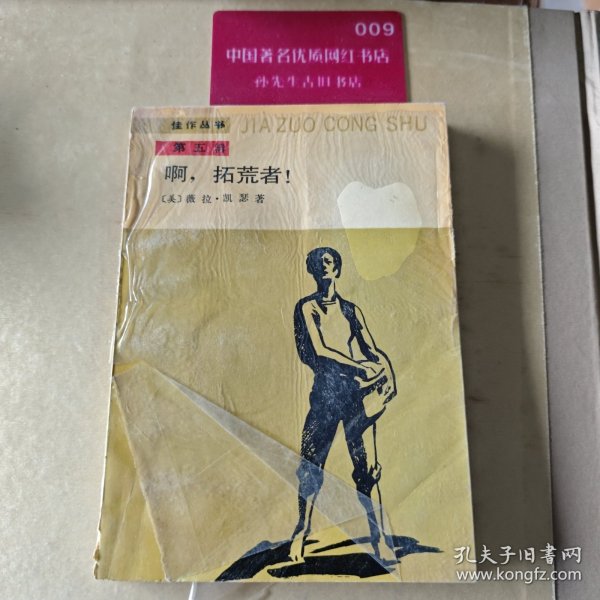 009
中国著名优质网红书店
孙先生古旧书店
佳作丛书 JIA ZUO CONG SHU
第五辑
啊，拓荒者！
〔美〕薇拉·凯瑟著
孔夫子旧书网
www.kongfz.com